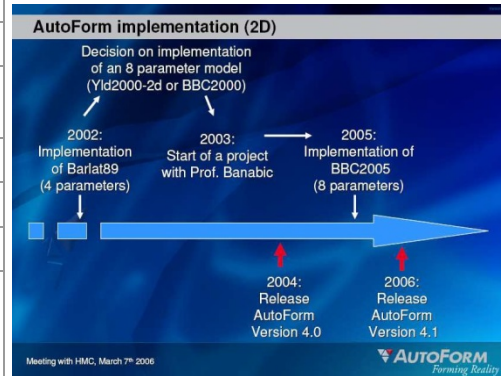 AutoForm implementation (2D)
Decision on implementation
of an 8 parameter model
(Yld2000-2d or BBC2000)
2002:
Implementation
of Barlat89
(4 parameters)
2003:
Start of a project
with Prof. Banabic
2005:
Implementation of
BBC2005
(8 parameters)
2004:
Release
AutoForm
Version 4.0
2006:
Release
AutoForm
Version 4.1
Meeting with HMC, March 7th 2006
AUTOFORM
Forming Reality